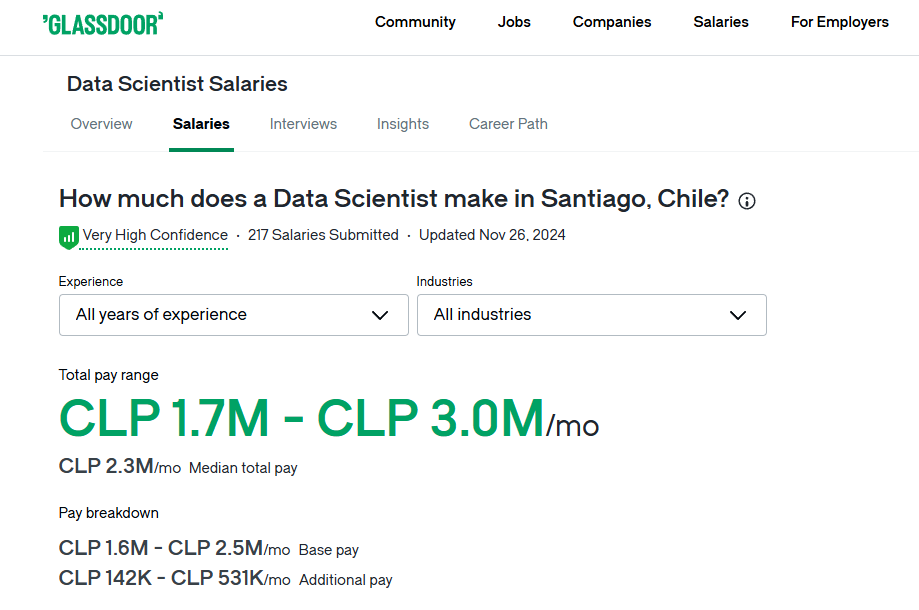 GLASSDOOR Community Jobs Companies Salaries For Employers
Data Scientist Salaries
Overview Salaries Interviews Insights Career Path
How much does a Data Scientist make in Santiago, Chile?
Very High Confidence · 217 Salaries Submitted · Updated Nov 26, 2024
Experience Industries
All years of experience All industries
Total pay range
CLP 1.7M - CLP 3.0M/mo
CLP 2.3M/mo Median total pay
Pay breakdown
CLP 1.6M - CLP 2.5M/mo Base pay
CLP 142K - CLP 531K/mo Additional pay